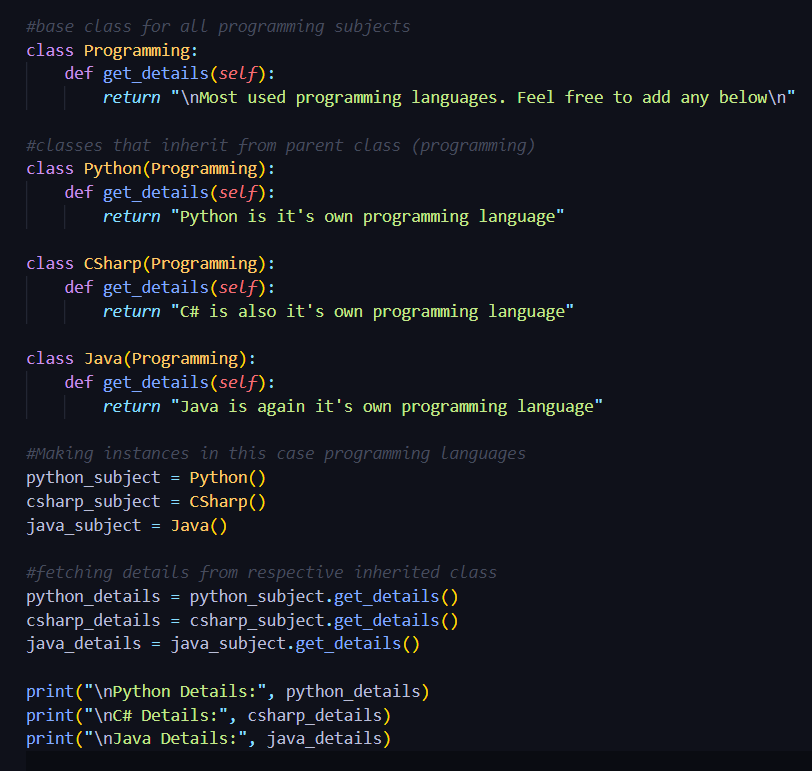 #base class for all programming subjects
class Programming:
    def get_details(self):
        return "\nMost used programming languages. Feel free to add any below\n"

#classes that inherit from parent class (programming)
class Python(Programming):
    def get_details(self):
        return "Python is it's own programming language"

class CSharp(Programming):
    def get_details(self):
        return "C# is also it's own programming language"

class Java(Programming):
    def get_details(self):
        return "Java is again it's own programming language"

#Making instances in this case programming languages
python_subject = Python()
csharp_subject = CSharp()
java_subject = Java()

#fetching details from respective inherited class
python_details = python_subject.get_details()
csharp_details = csharp_subject.get_details()
java_details = java_subject.get_details()

print("\nPython Details:", python_details)
print("\nC# Details:", csharp_details)
print("\nJava Details:", java_details)